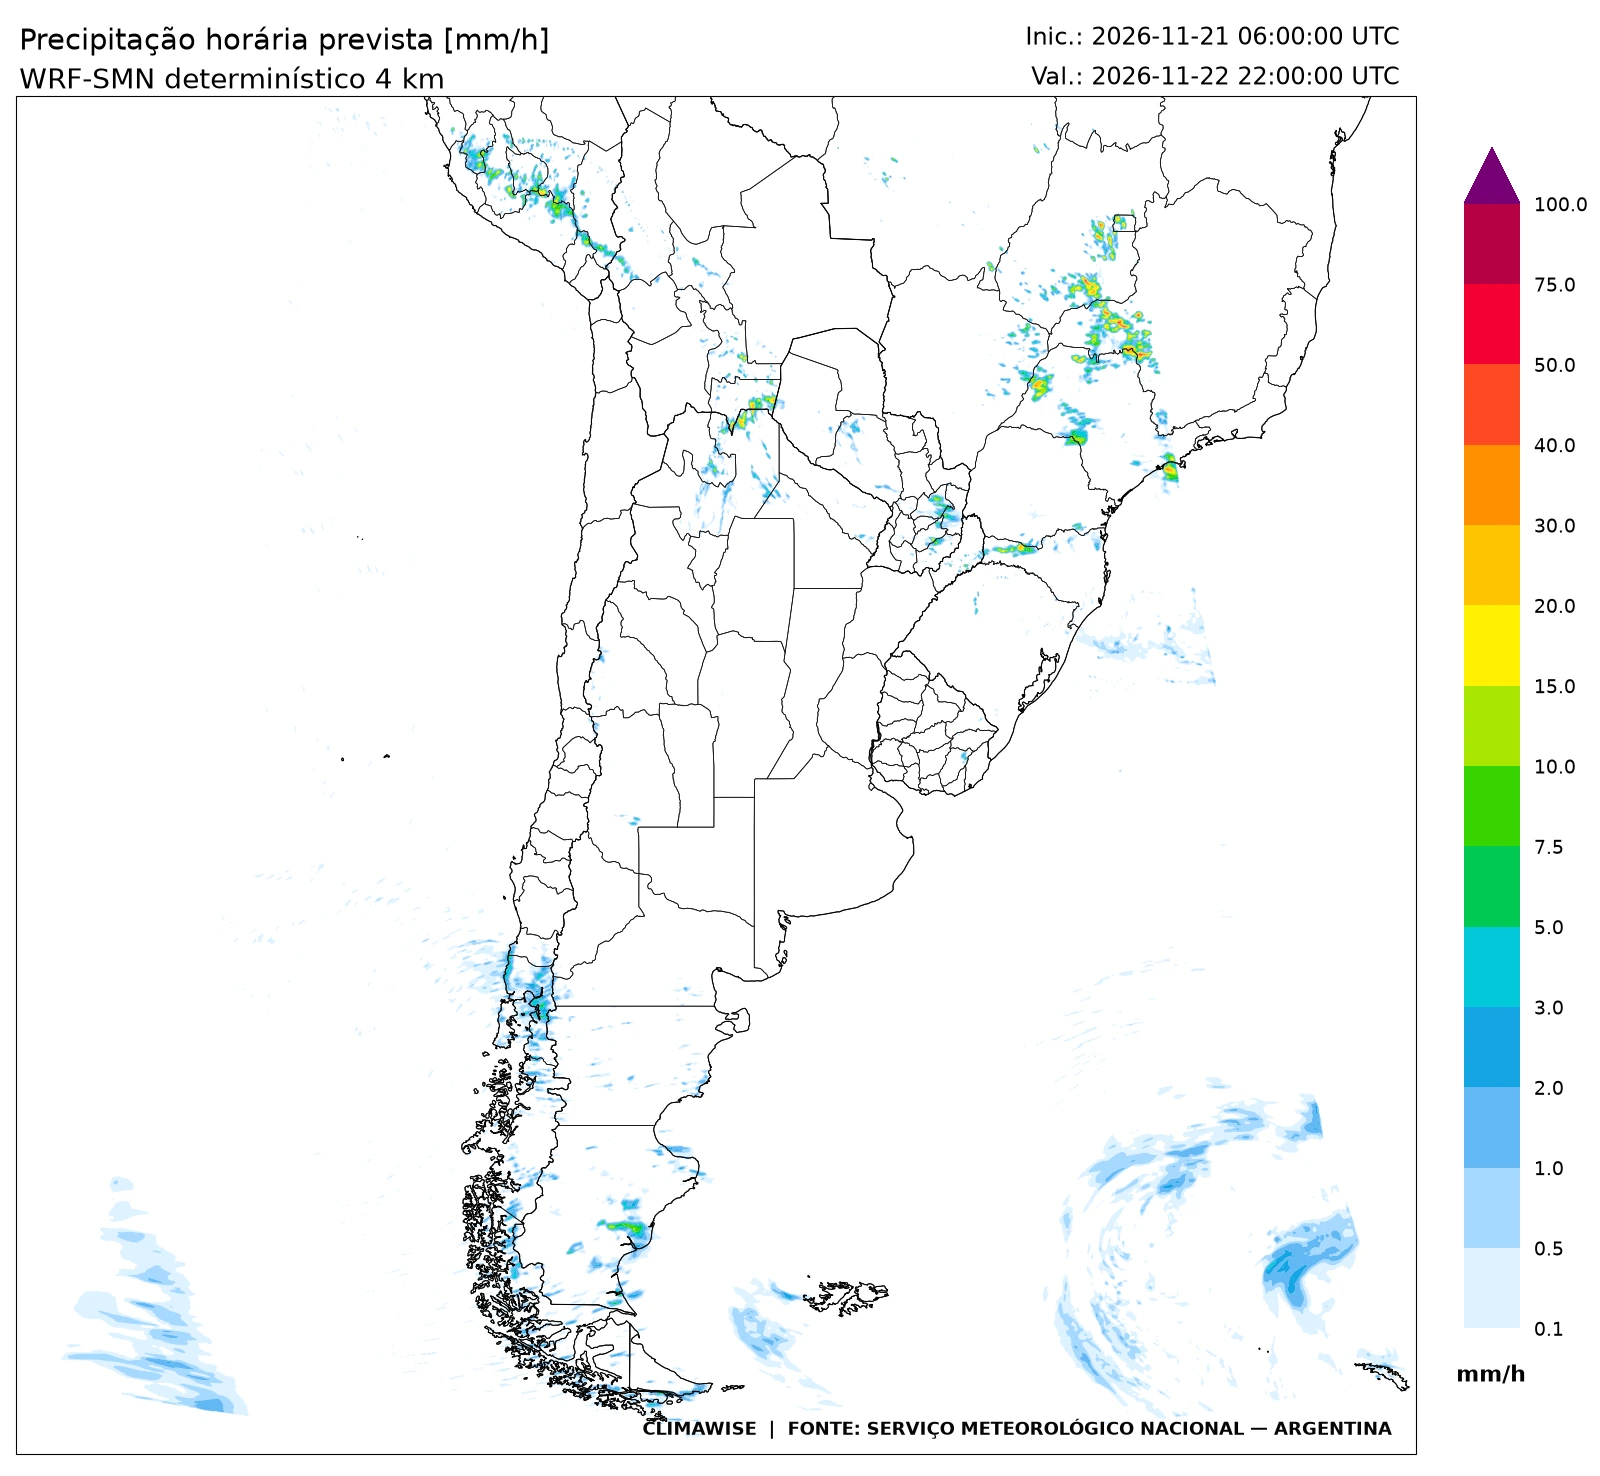 Precipitação horária prevista [mm/h]
WRF-SMN determinístico 4 km
Inic.: 2026-11-21 06:00:00 UTC
Val.: 2026-11-22 22:00:00 UTC
100.0
75.0
50.0
40.0
30.0
20.0
15.0
10.0
7.5
5.0
3.0
2.0
1.0
0.5
0.1
mm/h
CLIMAWISE | FONTE: SERVIÇO METEOROLÓGICO NACIONAL — ARGENTINA